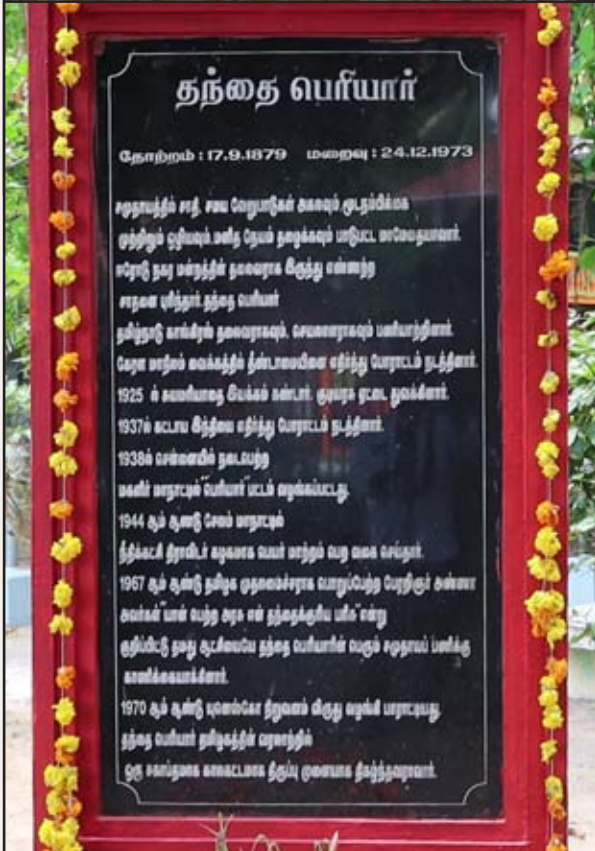 தந்தை பெரியார்
தோற்றம் : 17.9.1879 மறைவு : 24.12.1973
சமுதாயத்தில் சாதி, சமய வேறுபாடுகள் அகலவும், மூடநம்பிக்கை
முற்றிலும் ஒழியவும், மனித நேயம் தழைக்கவும் பாடுபட்ட மாமேதையாவார்.
ஈரோடு நகர மன்றத்தின் தலைவராக இருந்து எண்ணற்ற
சாதனை புரிந்தார். தந்தை பெரியார்
தமிழ்நாடு காங்கிரஸ் தலைவராகவும், செயலாளராகவும் பணியாற்றினார்.
கேரள மாநிலம் வைக்கத்தில் தீண்டாமையினை எதிர்த்து போராட்டம் நடத்தினார்.
1925 ல் சுயமரியாதை இயக்கம் கண்டார். குடியரசு ஏட்டை துவக்கினார்.
1937ல் கட்டாய இந்தியை எதிர்த்து போராட்டம் நடத்தினார்.
1938ல் சென்னையில் நடைபெற்ற
மகளிர் மாநாட்டில் "பெரியார்" பட்டம் வழங்கப்பட்டது.
1944 ஆம் ஆண்டு சேலம் மாநாட்டில்
நீதிக்கட்சி திராவிடர் கழகமாக பெயர் மாற்றம் பெற வகை செய்தார்.
1967 ஆம் ஆண்டு தமிழக முதலமைச்சராக பொறுப்பேற்ற பேரறிஞர் அண்ணா
அவர்கள் "யான் பெற்ற அரசு என் தந்தைக்குரிய பரிசு" என்று
குறிப்பிட்டு தமது ஆட்சியையே தந்தை பெரியாரின் பெரும் சமுதாயப் பணிக்கு
காணிக்கையாக்கினார்.
1970 ஆம் ஆண்டு யுனெஸ்கோ நிறுவனம் விருது வழங்கி பாராட்டியது.
தந்தை பெரியார் தமிழகத்தின் வரலாற்றில்
ஒரு சகாப்தமாக காலகட்டமாக திருப்பு முனையாக திகழ்ந்தவராவார்.